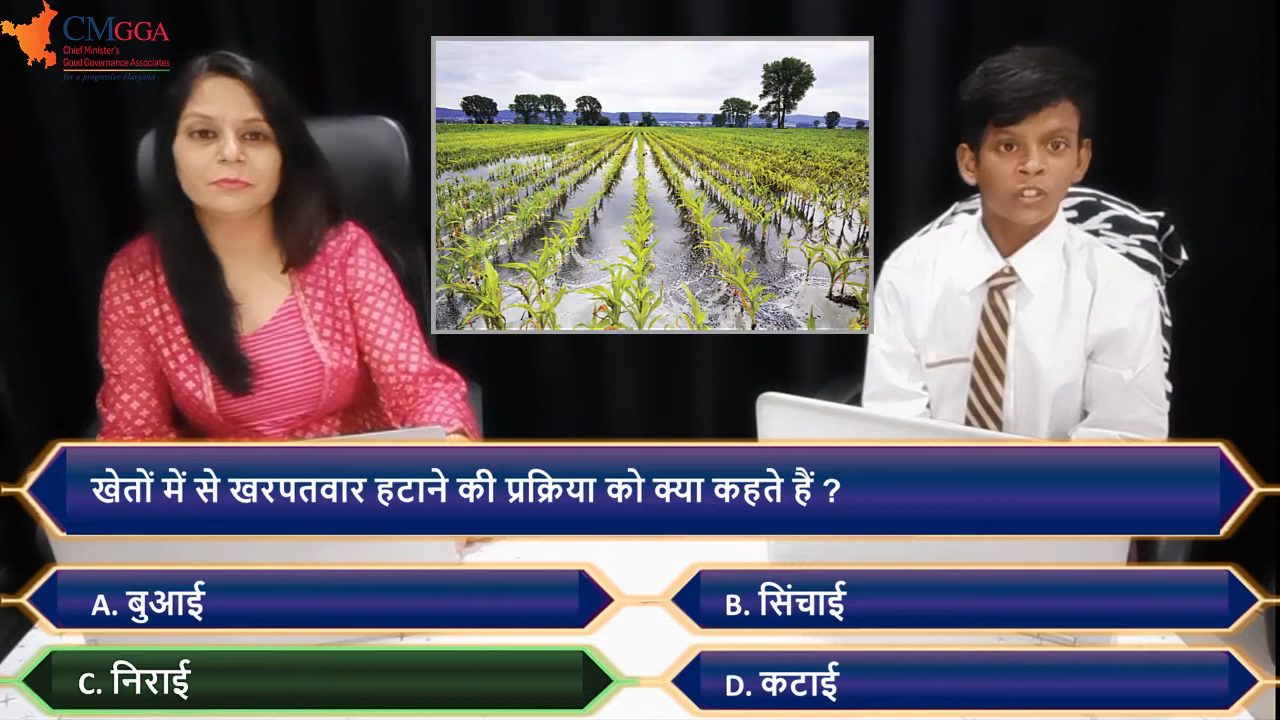 CMGGA
Chief Minister's
Good Governance Associates
for a progressive Haryana
खेतों में से खरपतवार हटाने की प्रक्रिया को क्या कहते हैं ?
A. बुआई
B. सिंचाई
C. निराई
D. कटाई